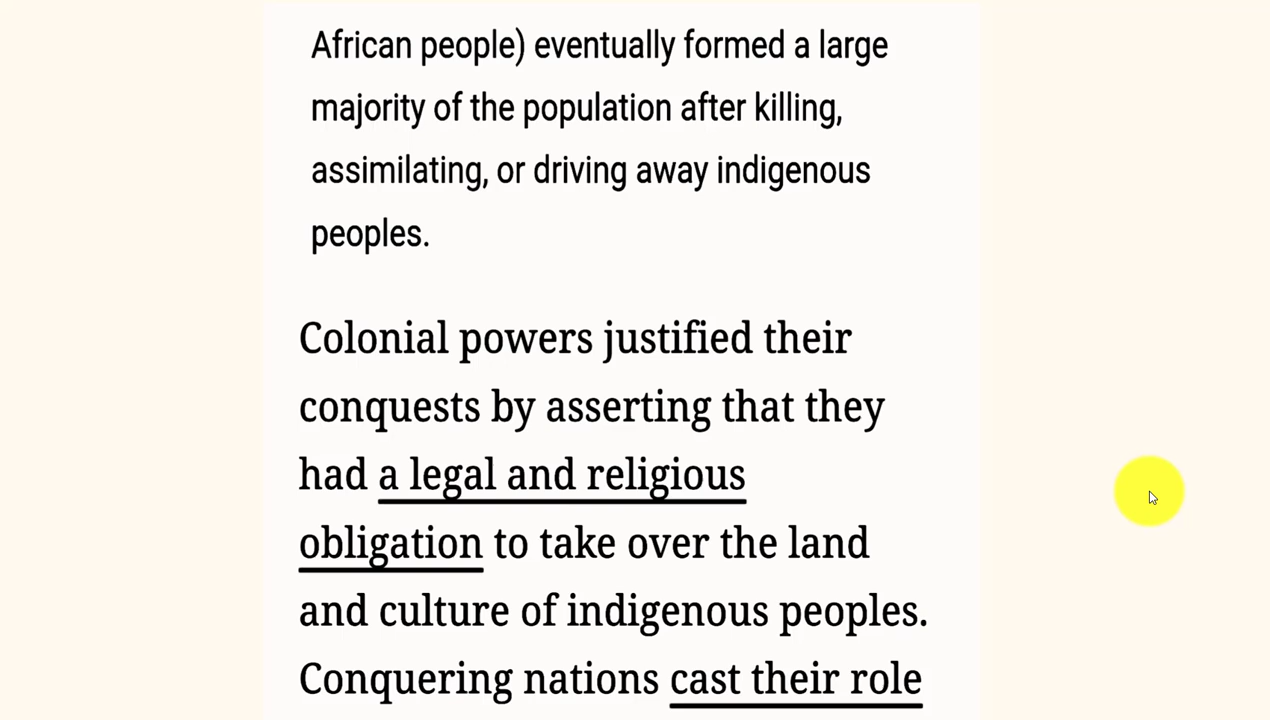 African people) eventually formed a large
majority of the population after killing,
assimilating, or driving away indigenous
peoples.
Colonial powers justified their
conquests by asserting that they
had a legal and religious
obligation to take over the land
and culture of indigenous peoples.
Conquering nations cast their role